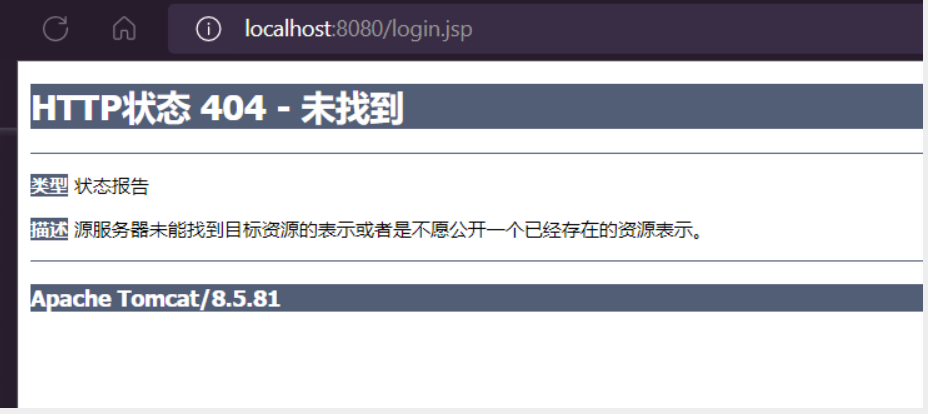 localhost:8080/login.jsp
HTTP状态 404 - 未找到
类型 状态报告
描述 源服务器未能找到目标资源的表示或者是不愿公开一个已经存在的资源表示。
Apache Tomcat/8.5.81